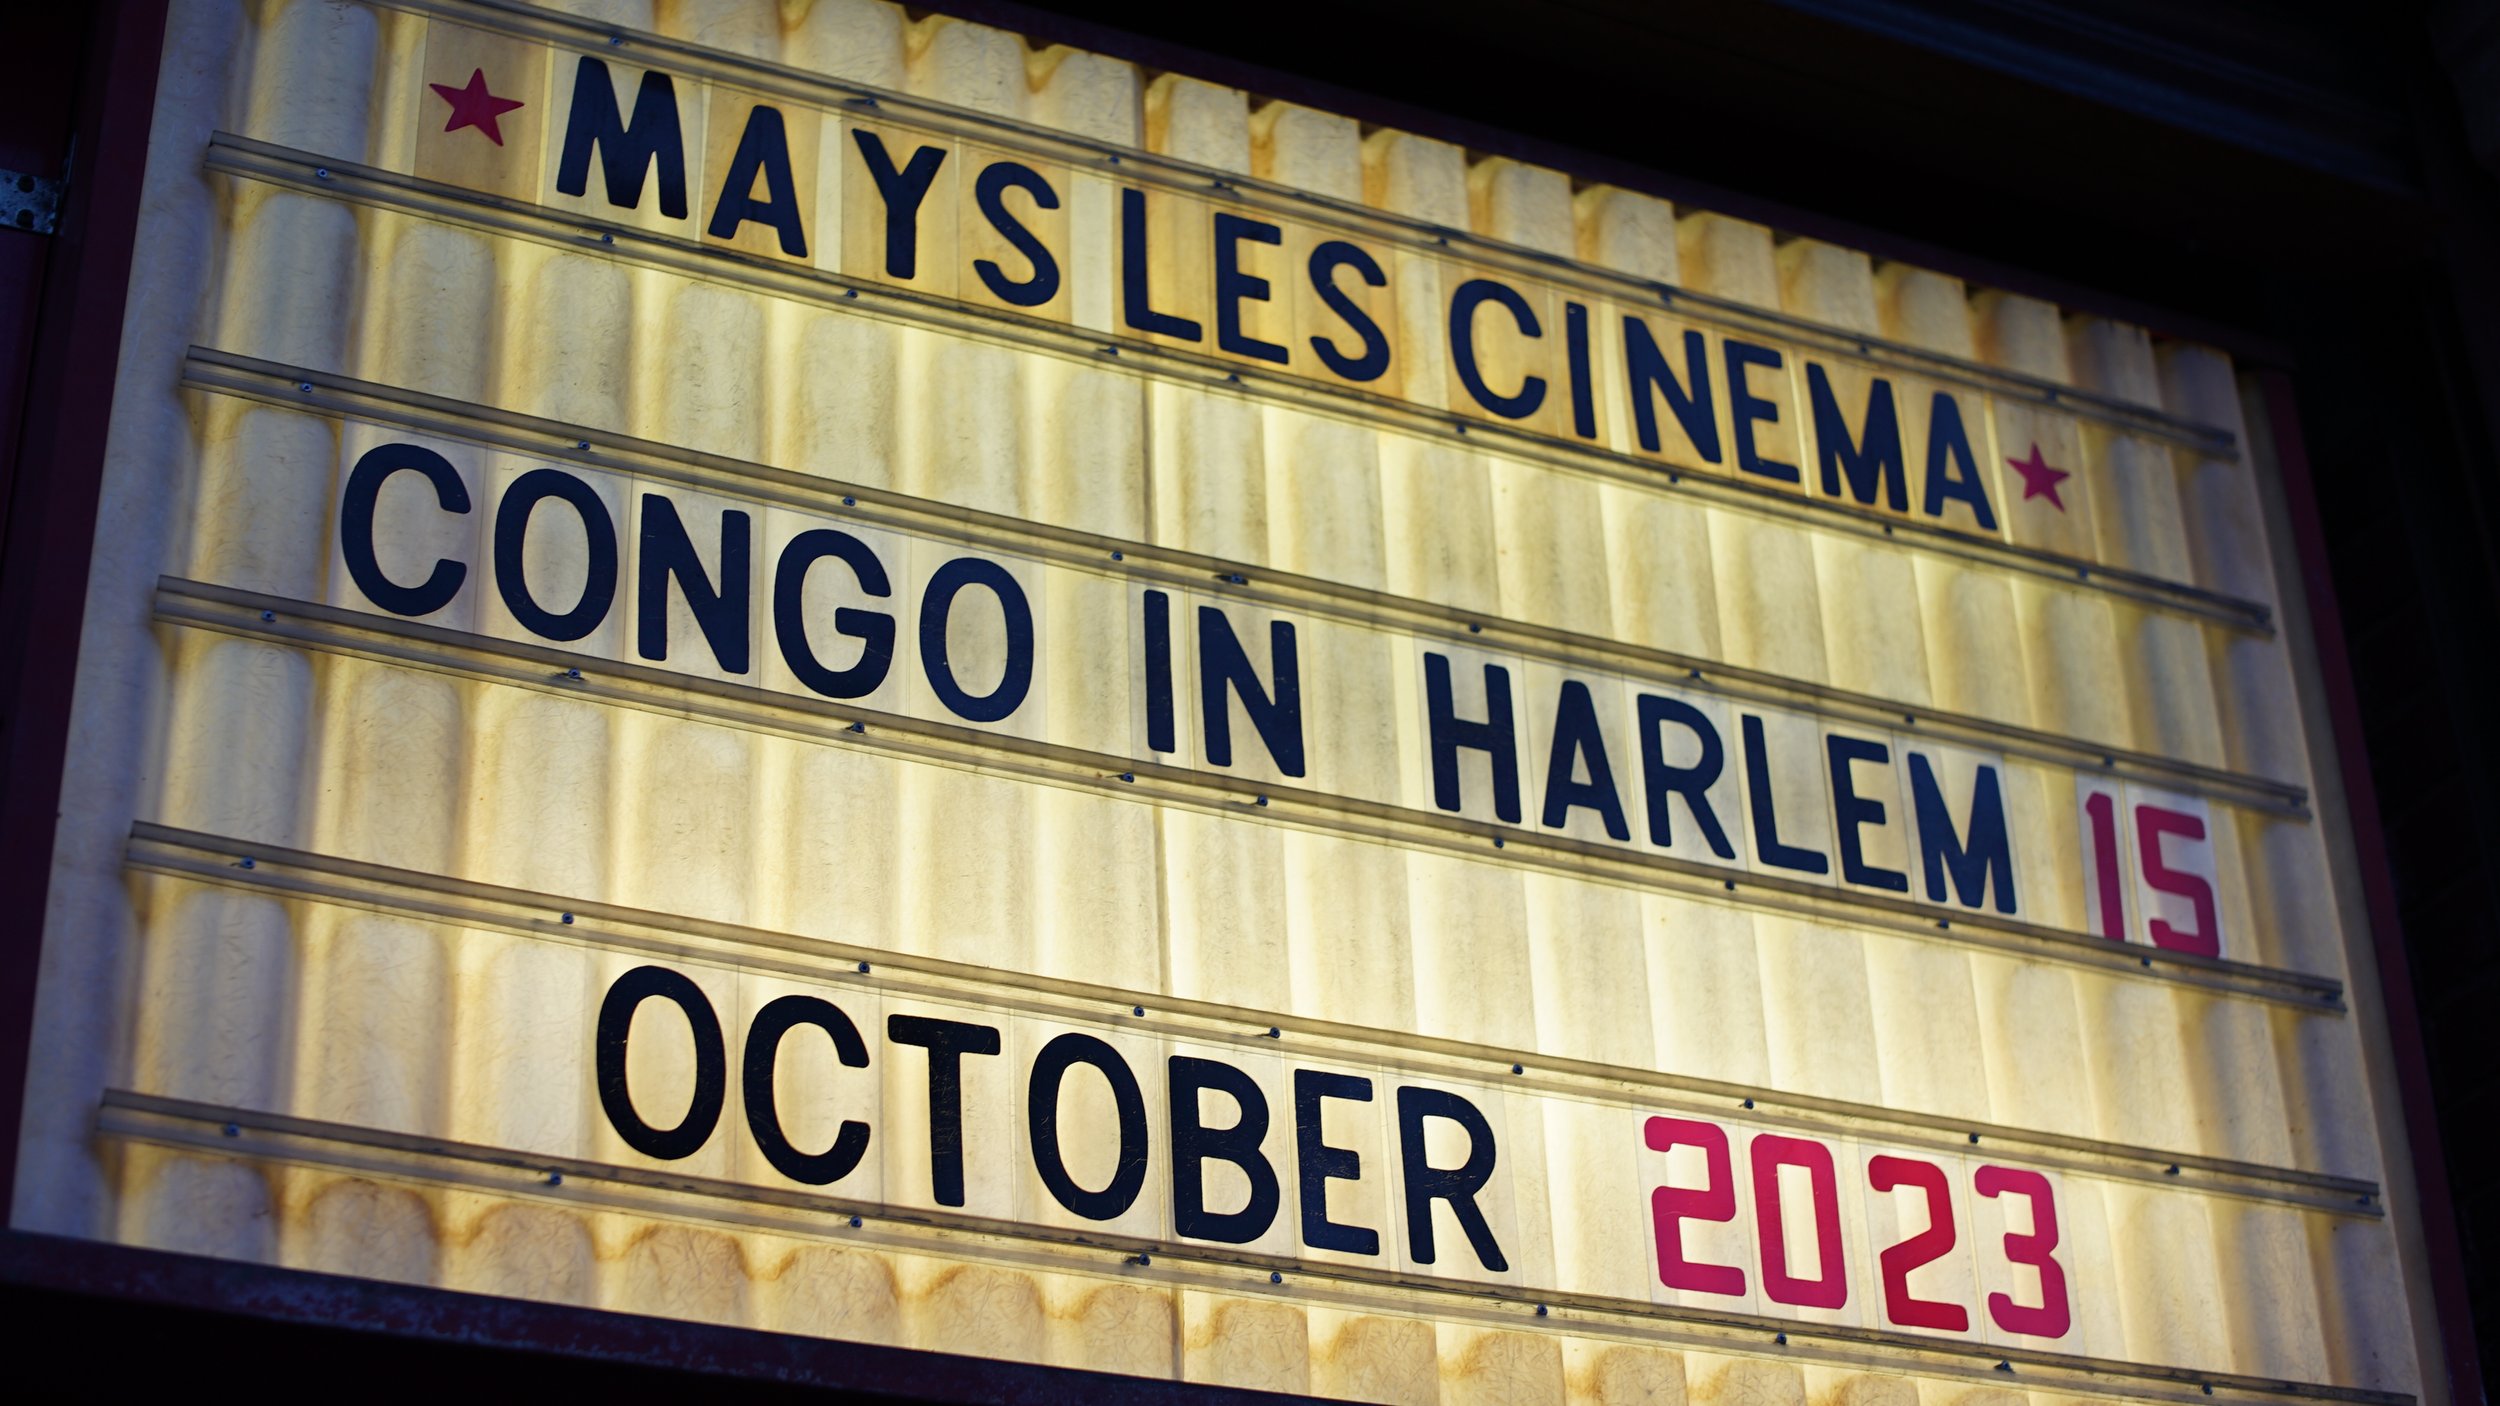 ★ MAYSLES CINEMA ★
CONGO IN HARLEM 15
OCTOBER 2023